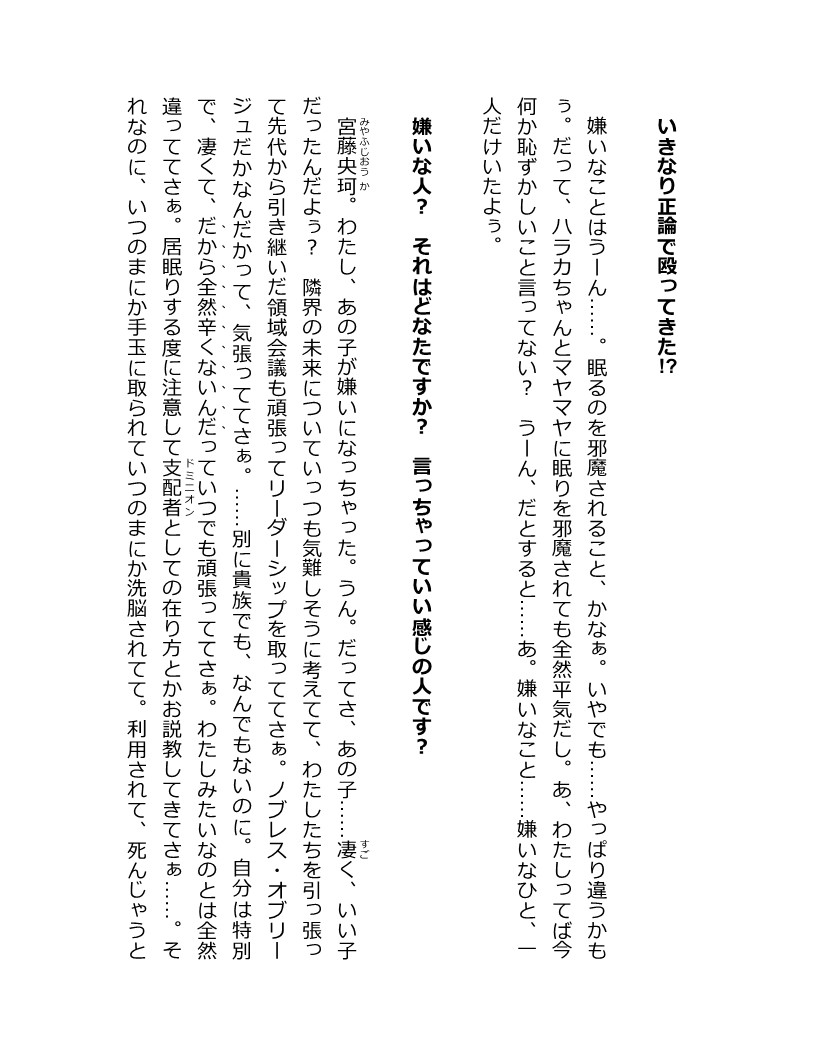 いきなり正論で殴ってきた!?
嫌いなことはうーん……。眠るのを邪魔されること、かなぁ。いやでも……やっぱり違うかも
ぅ。だって、ハラカちゃんとマヤマヤに眠りを邪魔されても全然平気だし。あ、わたしってば今
何か恥ずかしいこと言ってない？　うーん、だとすると……あ。嫌いなこと……嫌いなひと、一
人だけいたよぅ。
嫌いな人？　それはどなたですか？　言っちゃっていい感じの人です？
宮藤央珂。わたし、あの子が嫌いになっちゃった。うん。だってさ、あの子……凄く、いい子
だったんだよぅ？　隣界の未来についていっつも気難しそうに考えてて、わたしたちを引っ張っ
て先代から引き継いだ領域会議も頑張ってリーダーシップを取っててさぁ。ノブレス・オブリー
ジュだかなんだかって、気張っててさぁ。……別に貴族でも、なんでもないのに。自分は特別
で、凄くて、だから全然辛くないんだっていつでも頑張っててさぁ。わたしみたいなのとは全然
違っててさぁ。居眠りする度に注意して支配者としての在り方とかお説教してきてさぁ……。そ
れなのに、いつのまにか手玉に取られていつのまにか洗脳されてて。利用されて、死んじゃうと